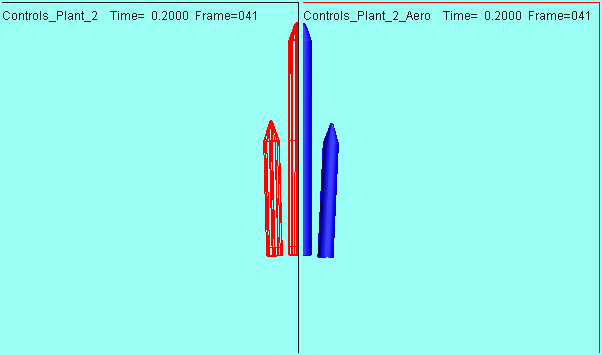 Controls_Plant_2 Time= 0.2000 Frame=041
Controls_Plant_2_Aero Time= 0.2000 Frame=041